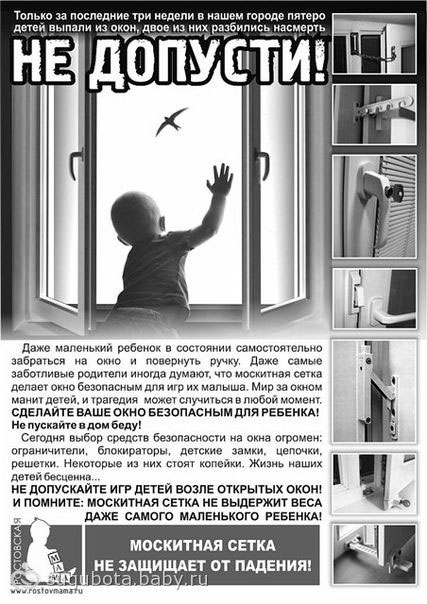 Только за последние три недели в нашем городе пятеро
детей выпали из окон, двое из них разбились насмерть
НЕ ДОПУСТИ!
Даже маленький ребенок в состоянии самостоятельно
забраться на окно и повернуть ручку. Даже самые
заботливые родители иногда думают, что москитная сетка
делает окно безопасным для игр их малыша. Мир за окном
манит детей, и трагедия может случиться в любой момент.
СДЕЛАЙТЕ ВАШЕ ОКНО БЕЗОПАСНЫМ ДЛЯ РЕБЕНКА!
Не пускайте в дом беду!
Сегодня выбор средств безопасности на окна огромен:
ограничители, блокираторы, детские замки, цепочки,
решетки. Некоторые из них стоят копейки. Жизнь наших
детей бесценна...
НЕ ДОПУСКАЙТЕ ИГР ДЕТЕЙ ВОЗЛЕ ОТКРЫТЫХ ОКОН!
И ПОМНИТЕ: МОСКИТНАЯ СЕТКА НЕ ВЫДЕРЖИТ ВЕСА
ДАЖЕ САМОГО МАЛЕНЬКОГО РЕБЕНКА!
РОСТОВСКАЯ
МАМА
www.rostovmama.ru
МОСКИТНАЯ СЕТКА
НЕ ЗАЩИЩАЕТ ОТ ПАДЕНИЯ!
sugubota.baby.ru